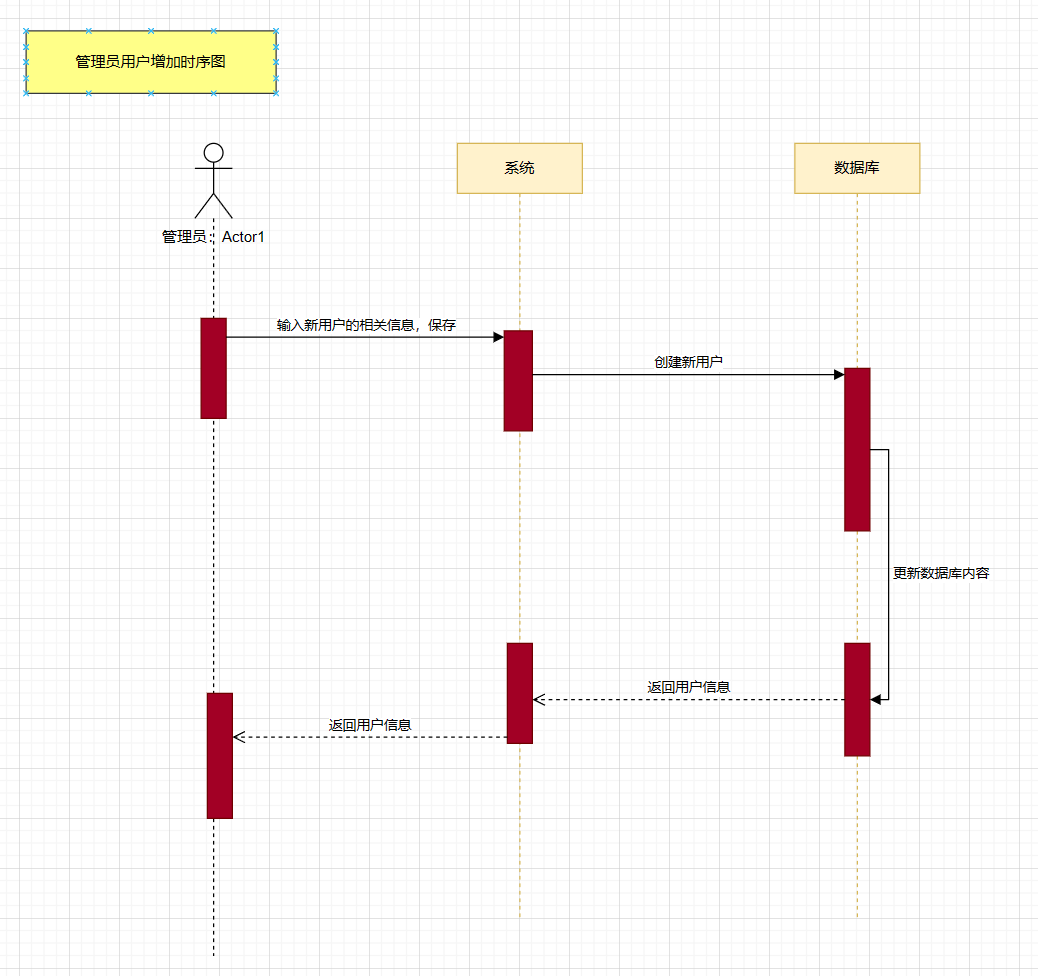 管理员用户增加时序图
系统
数据库
管理员：Actor1
输入新用户的相关信息，保存
创建新用户
更新数据库内容
返回用户信息
返回用户信息